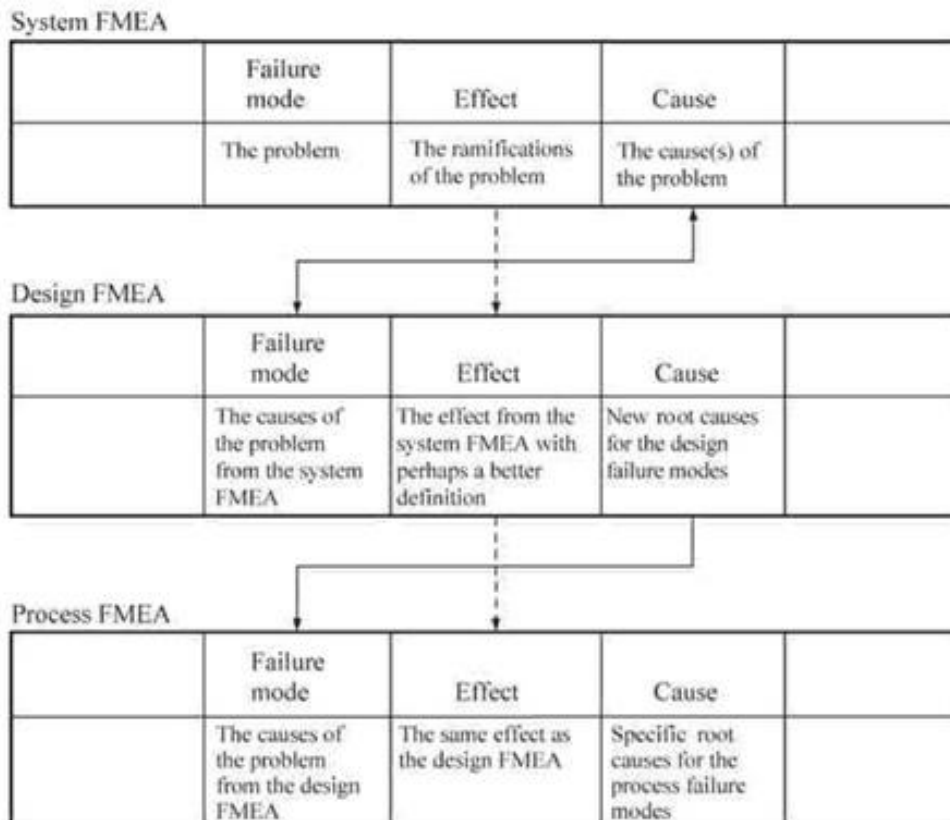 System FMEA
Failure
mode
Effect
Cause
The problem
The ramifications
of the problem
The cause(s) of
the problem
Design FMEA
Failure
mode
Effect
Cause
The causes of
the problem
from the system
FMEA
The effect from the
system FMEA with
perhaps a better
definition
New root causes
for the design
failure modes
Process FMEA
Failure
mode
Effect
Cause
The causes of
the problem
from the design
FMEA
The same effect as
the design FMEA
Specific root
causes for the
process failure
modes